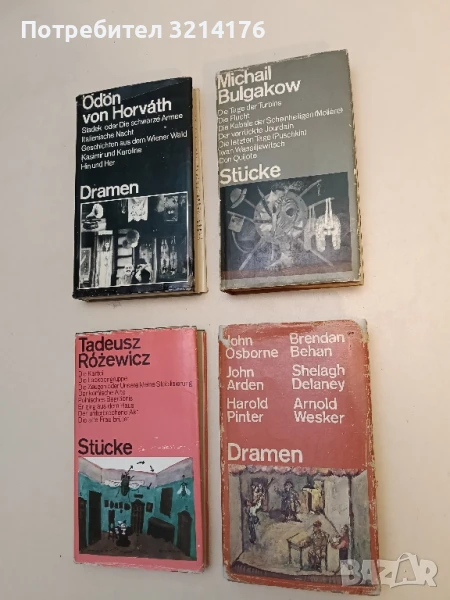 Потребител 3214176
Ödön
von Horváth
Sladek oder Die schwarze Armee
Italienische Nacht
Geschichten aus dem Wiener Wald
Kasimir und Karoline
Hin und Her
Dramen
Michail
Bulgakow
Die Tage der Turbins
Die Flucht
Die Kabale der Scheinheiligen (Molière)
Der verrückte Jourdain
Die letzten Tage (Puschkin)
Iwan Wassiljewitsch
Don Quijote
Stücke
Tadeusz
Różewicz
Die Kartei
Die Laokoongruppe
Die Zeugen oder Unsere kleine Stabilisierung
Der komische Alte
Er ging aus dem Haus
Der unterbrochene Akt
Die alte Frau brütet
Stücke
John Osborne
Brendan Behan
John Arden
Shelagh Delaney
Harold Pinter
Arnold Wesker
Dramen
BAZAR